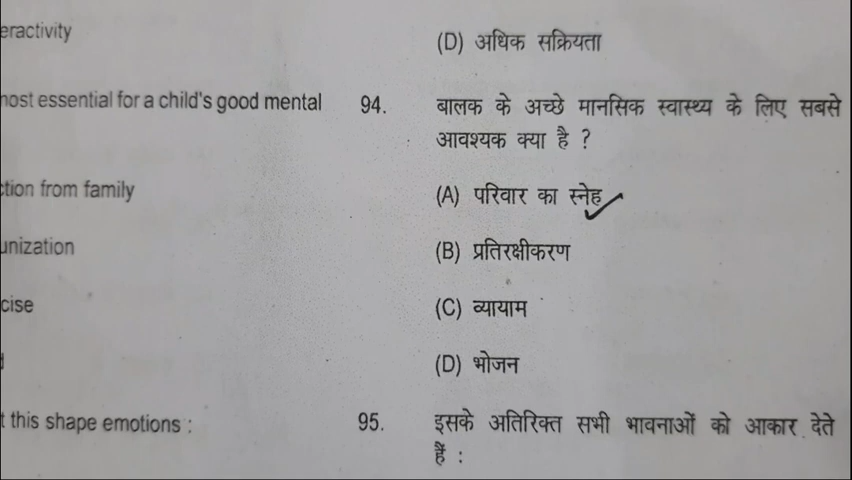 eractivity
most essential for a child's good mental
ction from family
unization
cise
t this shape emotions :
(D) अधिक सक्रियता
94. बालक के अच्छे मानसिक स्वास्थ्य के लिए सबसे
आवश्यक क्या है ?
(A) परिवार का स्नेह
(B) प्रतिरक्षीकरण
(C) व्यायाम
(D) भोजन
95. इसके अतिरिक्त सभी भावनाओं को आकार देते
हैं :